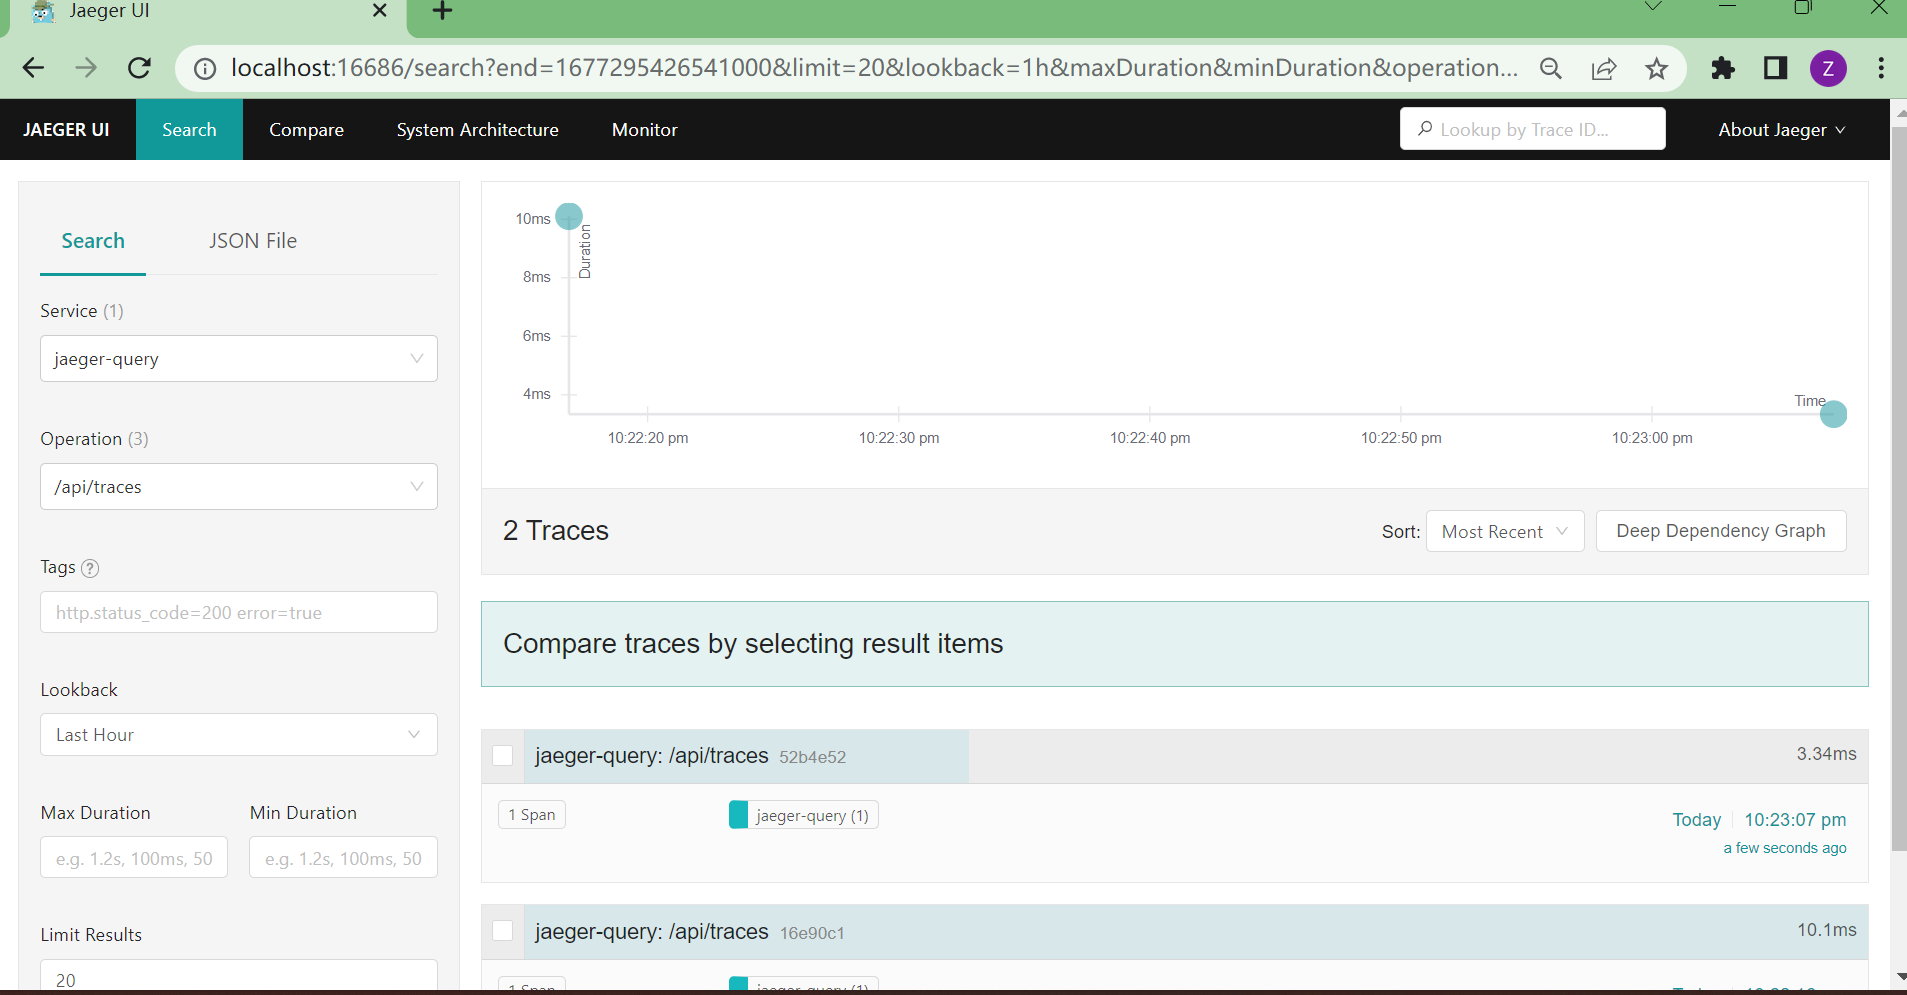 Jaeger UI
localhost:16686/search?end=1677295426541000&limit=20&lookback=1h&maxDuration&minDuration&operation...
Z
JAEGER UI
Search
Compare
System Architecture
Monitor
Lookup by Trace ID...
About Jaeger
Search
JSON File
Service (1)
jaeger-query
Operation (3)
/api/traces
Tags ?
http.status_code=200 error=true
Lookback
Last Hour
Max Duration
Min Duration
e.g. 1.2s, 100ms, 50
e.g. 1.2s, 100ms, 50
Limit Results
20
10ms
8ms
6ms
4ms
Duration
Time
10:22:20 pm
10:22:30 pm
10:22:40 pm
10:22:50 pm
10:23:00 pm
2 Traces
Sort:
Most Recent
Deep Dependency Graph
Compare traces by selecting result items
jaeger-query: /api/traces 52b4e52
3.34ms
1 Span
jaeger-query (1)
Today
10:23:07 pm
a few seconds ago
jaeger-query: /api/traces 16e90c1
10.1ms
1 Span
jaeger-query (1)